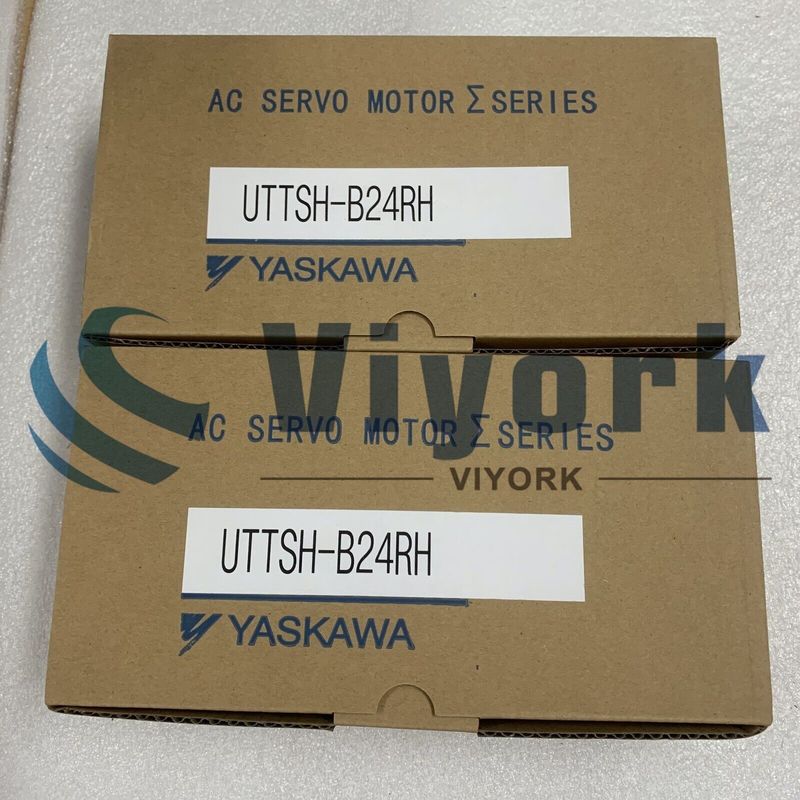 AC SERVO MOTOR Σ SERIES
UTTSH-B24RH
YASKAWA
Viyork
AC SERVO MOTOR Σ SERIES
VIYORK
UTTSH-B24RH
YASKAWA